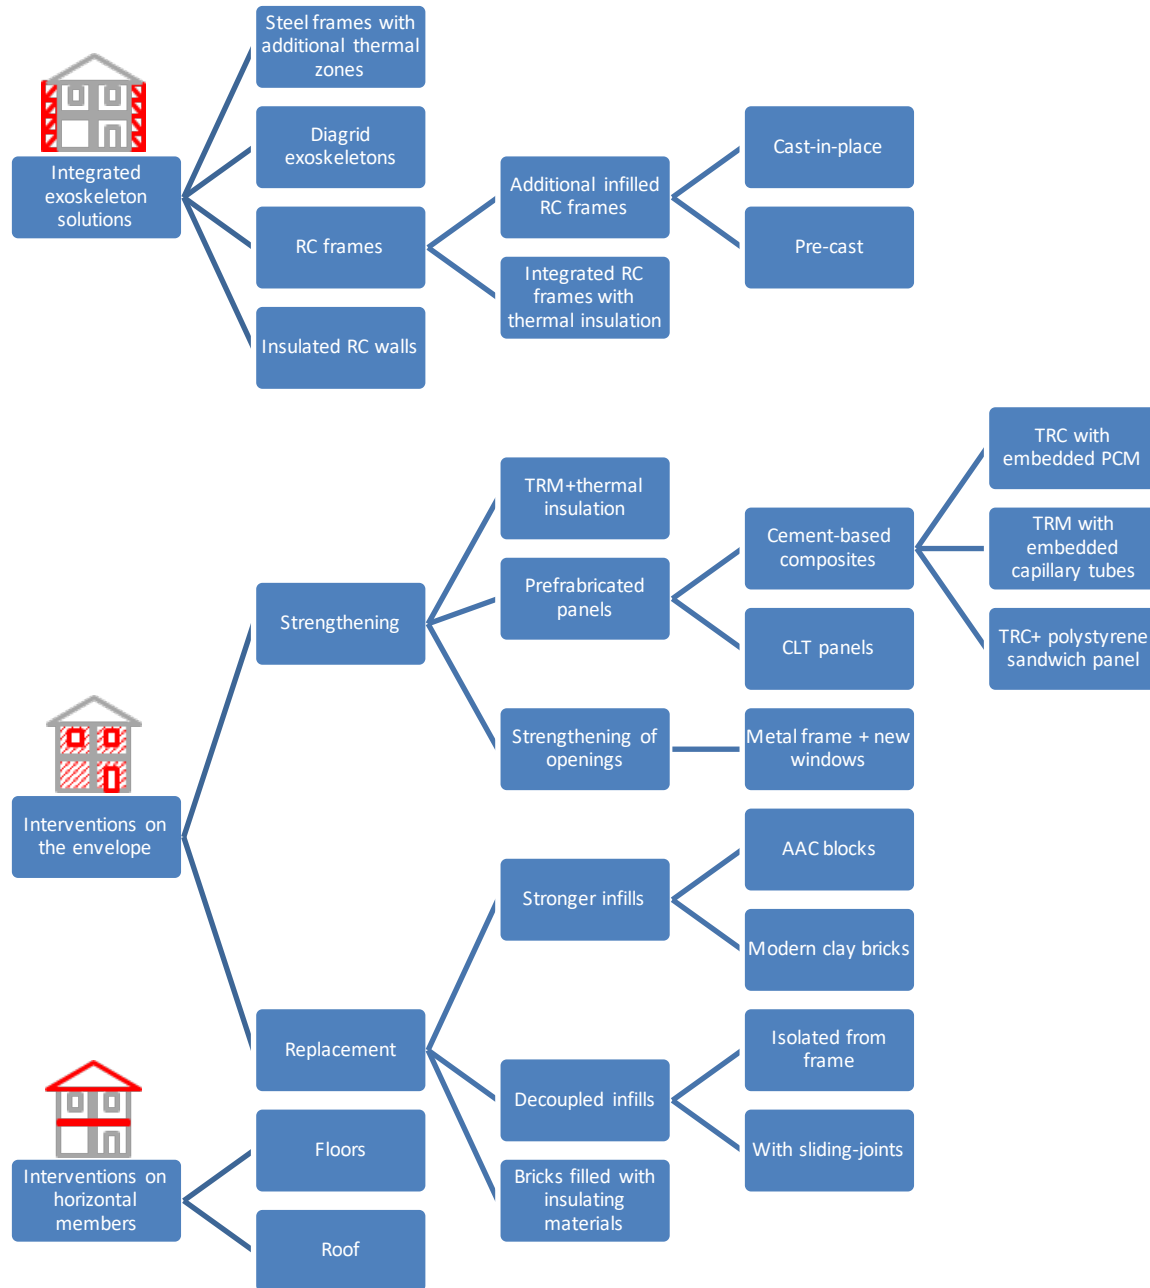 Steel frames with
additional thermal
zones
Integrated
exoskeleton
solutions
Diagrid
exoskeletons
RC frames
Insulated RC walls
Additional infilled
RC frames
Integrated RC
frames with
thermal insulation
Cast-in-place
Pre-cast
Interventions on
the envelope
Strengthening
TRM+thermal
insulation
Prefrabricated
panels
Cement-based
composites
TRC with
embedded PCM
TRM with
embedded
capillary tubes
TRC+ polystyrene
sandwich panel
CLT panels
Strengthening of
openings
Metal frame + new
windows
Replacement
Stronger infills
AAC blocks
Modern clay bricks
Decoupled infills
Isolated from
frame
With sliding-joints
Bricks filled with
insulating
materials
Interventions on
horizontal
members
Floors
Roof